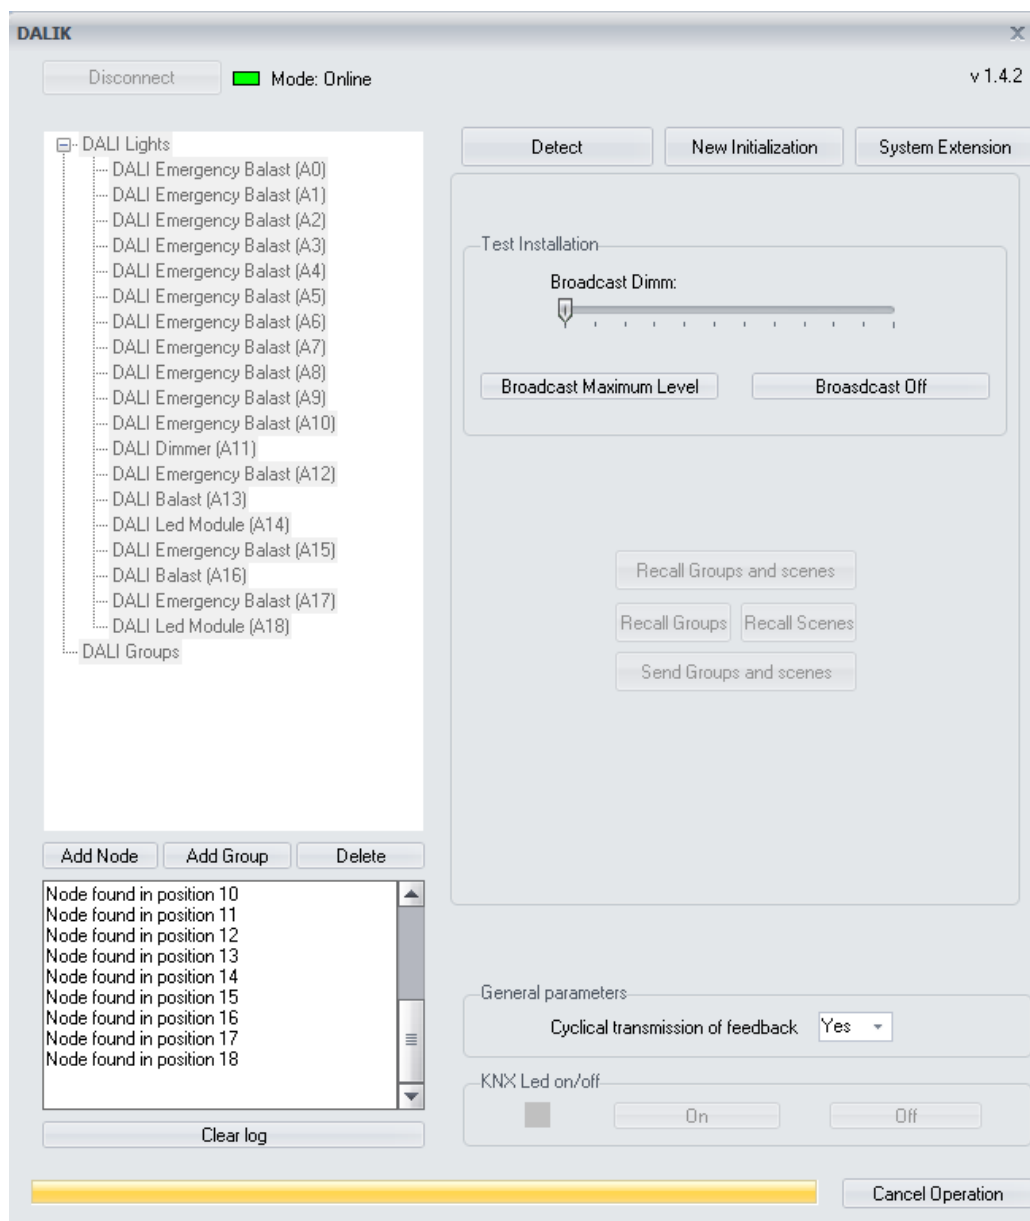 DALIK
x
Disconnect
Mode: Online
v 1.4.2
DALI Lights
DALI Emergency Balast (A0)
DALI Emergency Balast (A1)
DALI Emergency Balast (A2)
DALI Emergency Balast (A3)
DALI Emergency Balast (A4)
DALI Emergency Balast (A5)
DALI Emergency Balast (A6)
DALI Emergency Balast (A7)
DALI Emergency Balast (A8)
DALI Emergency Balast (A9)
DALI Emergency Balast (A10)
DALI Dimmer (A11)
DALI Emergency Balast (A12)
DALI Balast (A13)
DALI Led Module (A14)
DALI Emergency Balast (A15)
DALI Balast (A16)
DALI Emergency Balast (A17)
DALI Led Module (A18)
DALI Groups
Add Node
Add Group
Delete
Node found in position 10
Node found in position 11
Node found in position 12
Node found in position 13
Node found in position 14
Node found in position 15
Node found in position 16
Node found in position 17
Node found in position 18
Clear log
Detect
New Initialization
System Extension
Test Installation
Broadcast Dimm:
Broadcast Maximum Level
Broasdcast Off
Recall Groups and scenes
Recall Groups
Recall Scenes
Send Groups and scenes
General parameters
Cyclical transmission of feedback
Yes
KNX Led on/off
On
Off
Cancel Operation